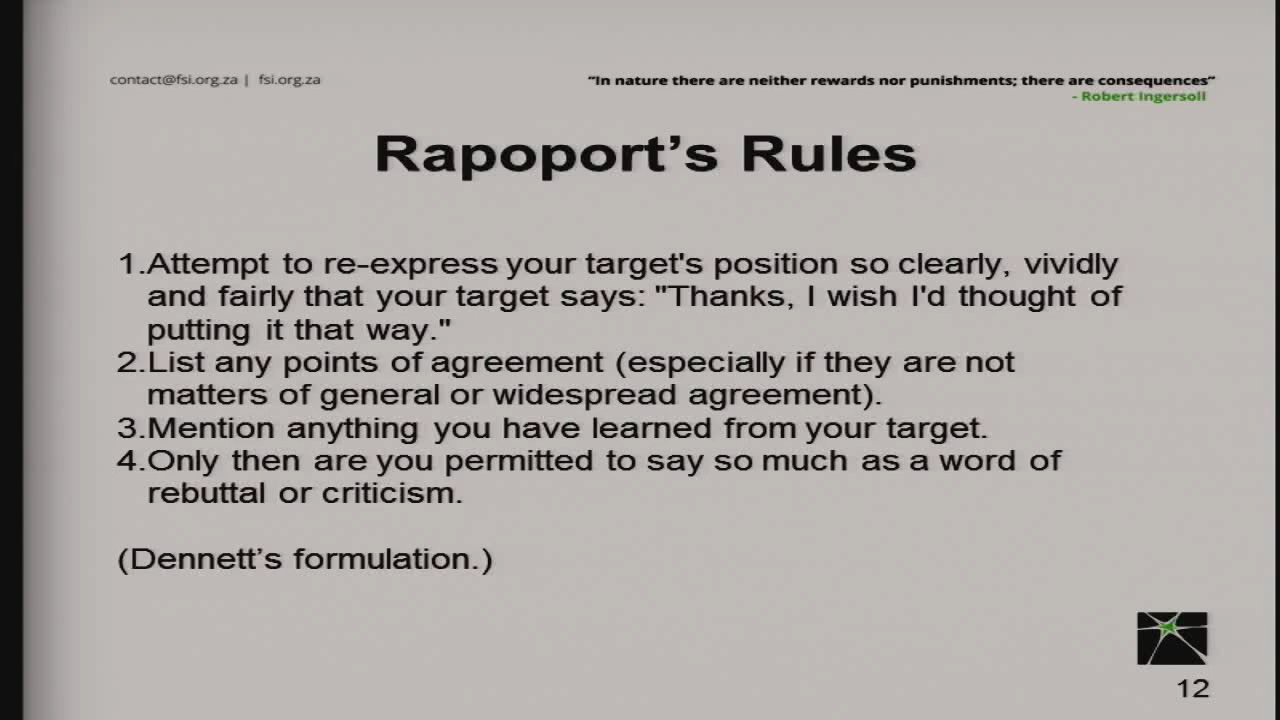 contact@fsi.org.za | fsi.org.za
“In nature there are neither rewards nor punishments; there are consequences”
- Robert Ingersoll
Rapoport’s Rules
1.Attempt to re-express your target's position so clearly, vividly
and fairly that your target says: "Thanks, I wish I'd thought of
putting it that way."
2.List any points of agreement (especially if they are not
matters of general or widespread agreement).
3.Mention anything you have learned from your target.
4.Only then are you permitted to say so much as a word of
rebuttal or criticism.
(Dennett’s formulation.)
12